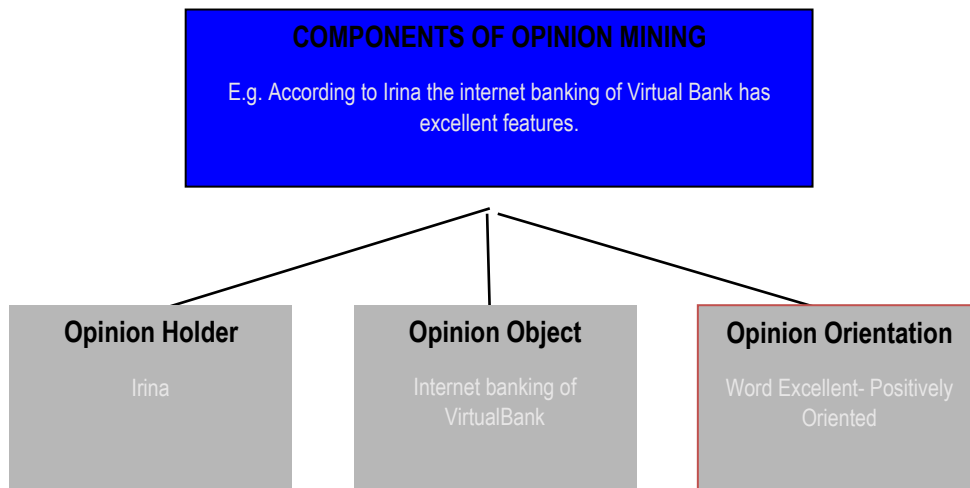 COMPONENTS OF OPINION MINING
E.g. According to Irina the internet banking of Virtual Bank has
excellent features.
Opinion Holder
Irina
Opinion Object
Internet banking of
VirtualBank
Opinion Orientation
Word Excellent- Positively
Oriented